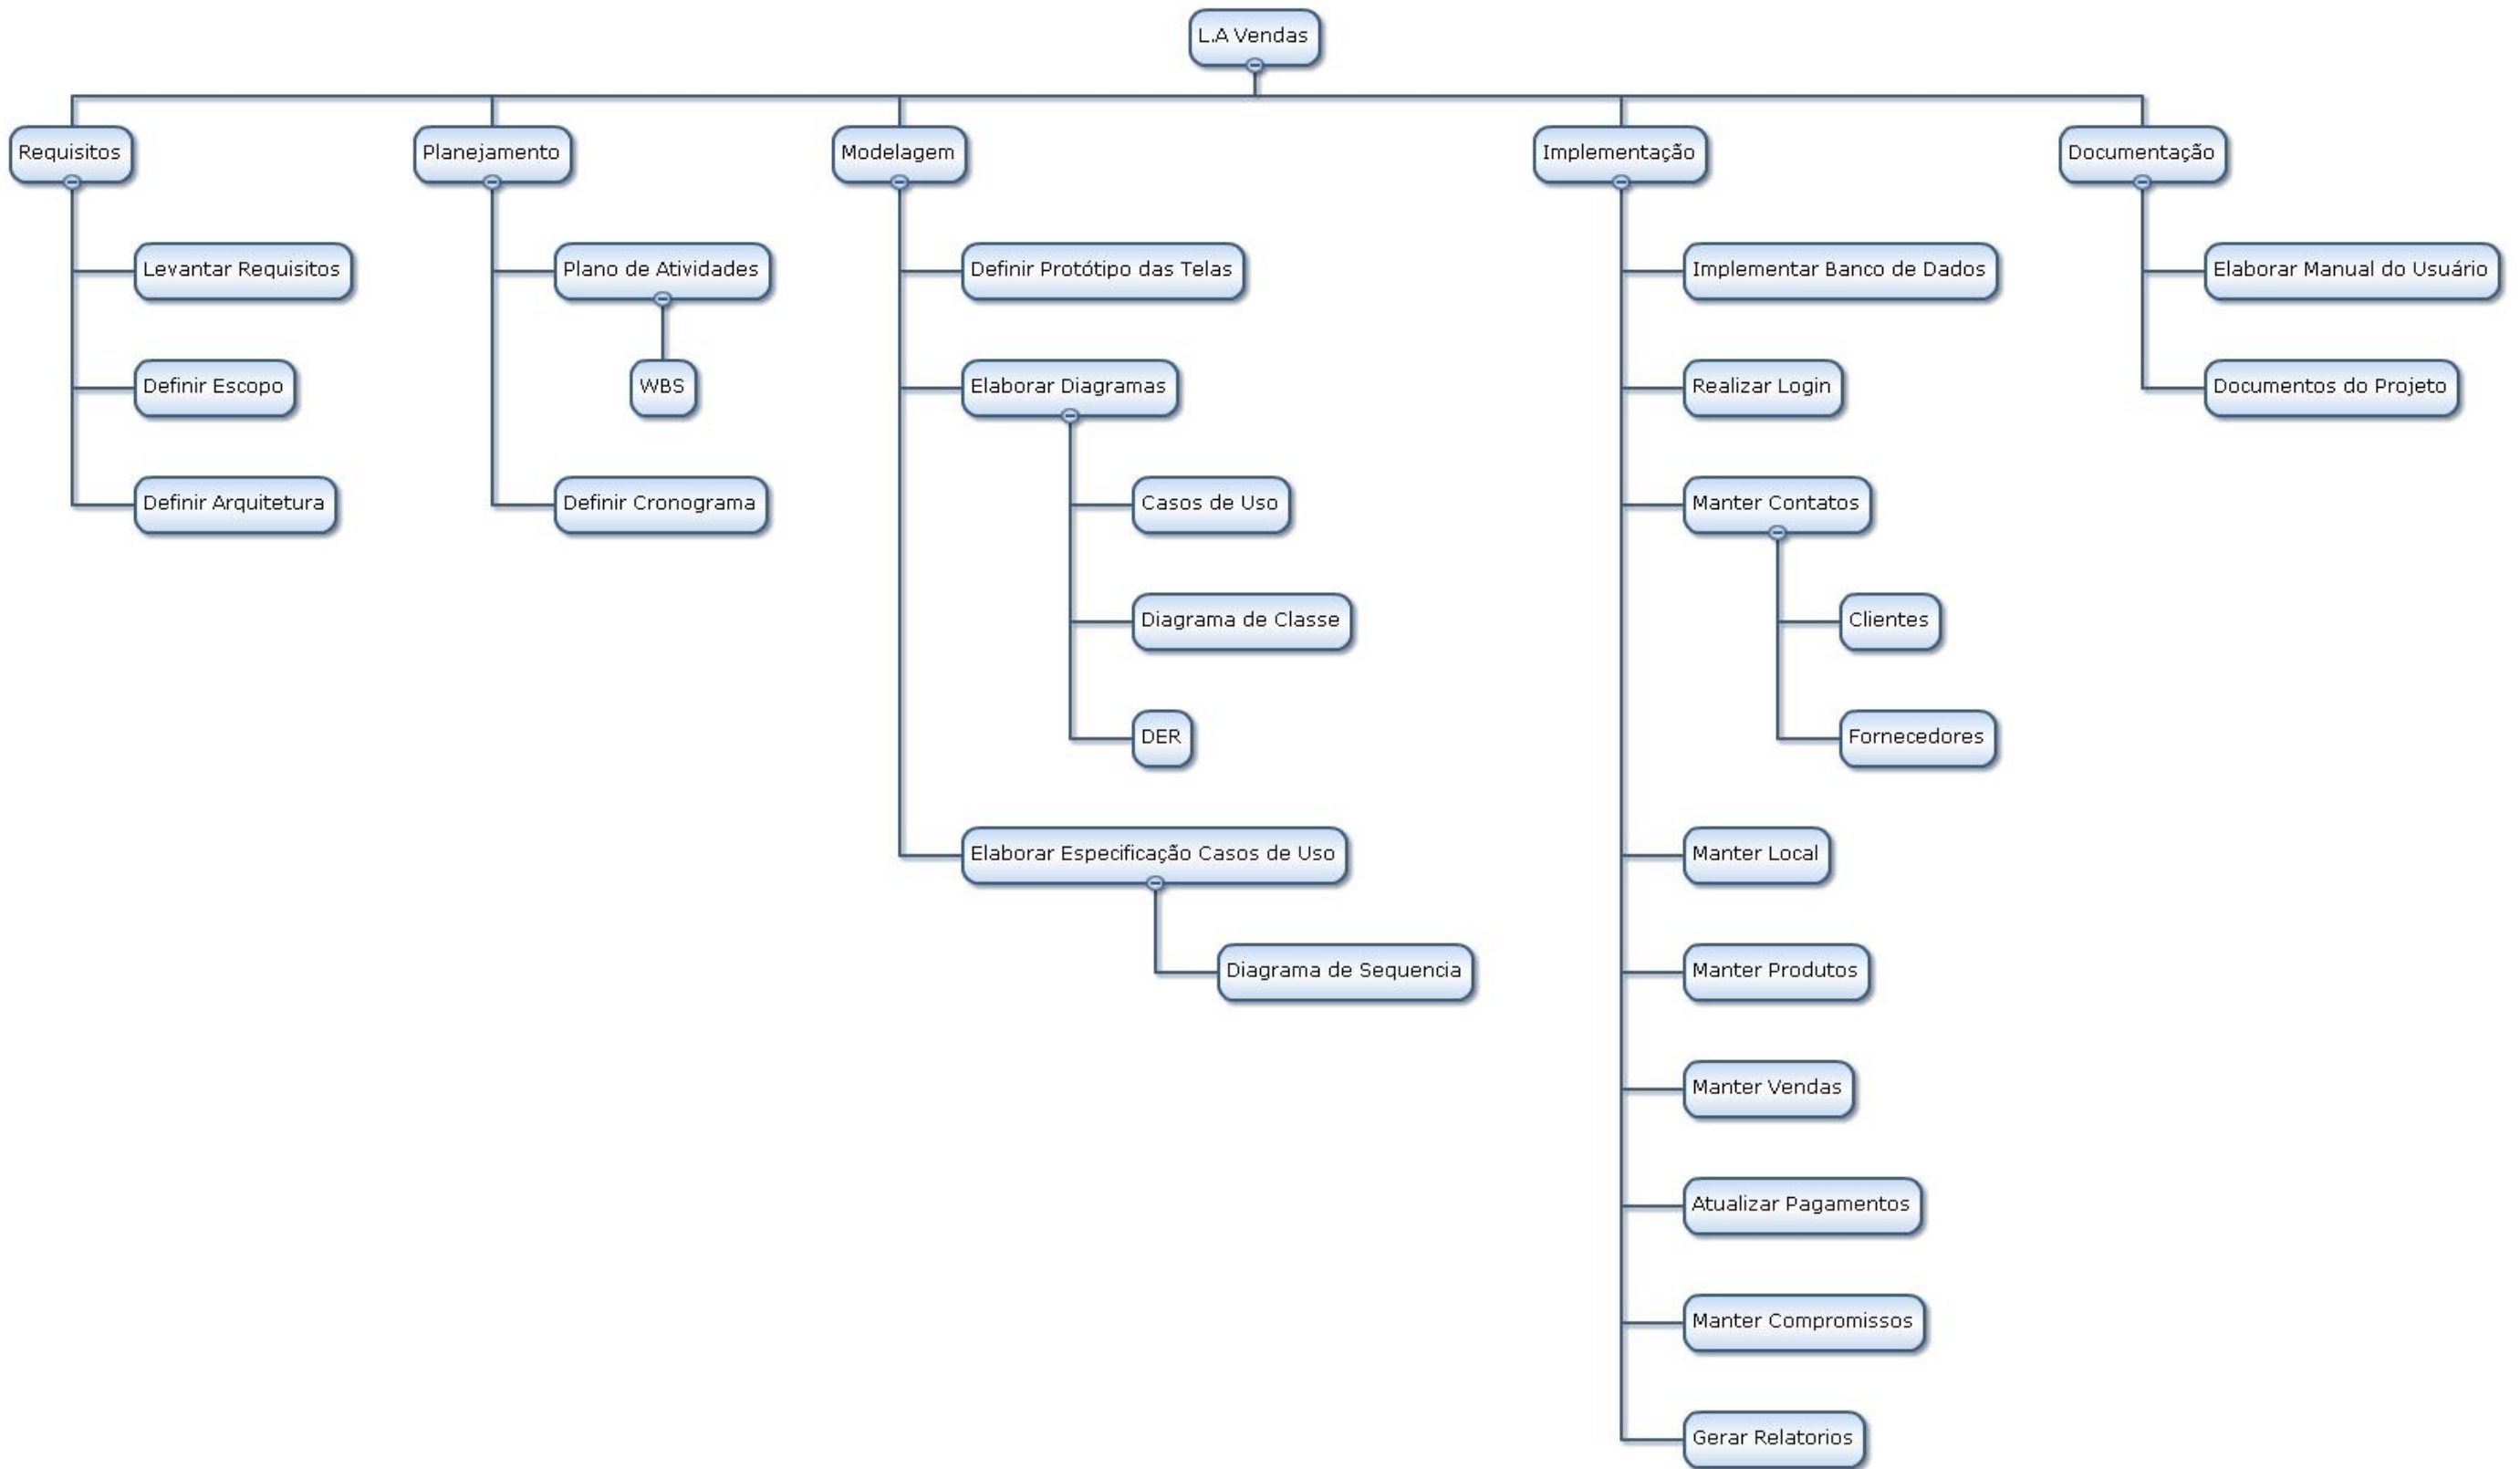 L.A Vendas
Requisitos
Levantar Requisitos
Definir Escopo
Definir Arquitetura
Planejamento
Plano de Atividades
WBS
Definir Cronograma
Modelagem
Definir Protótipo das Telas
Elaborar Diagramas
Casos de Uso
Diagrama de Classe
DER
Elaborar Especificação Casos de Uso
Diagrama de Sequencia
Implementação
Implementar Banco de Dados
Realizar Login
Manter Contatos
Clientes
Fornecedores
Manter Local
Manter Produtos
Manter Vendas
Atualizar Pagamentos
Manter Compromissos
Gerar Relatorios
Documentação
Elaborar Manual do Usuário
Documentos do Projeto